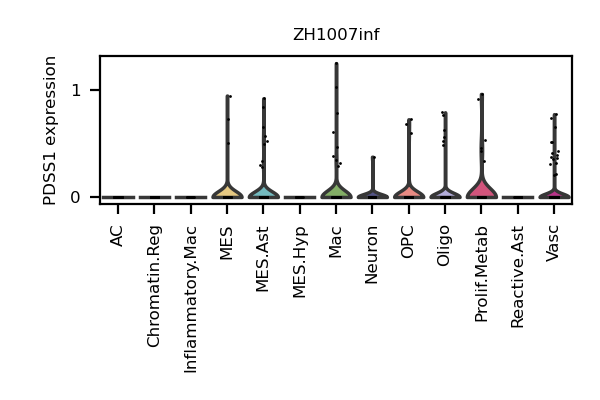 ZH1007inf
PDSS1 expression
1
0
AC
Chromatin.Reg
Inflammatory.Mac
MES
MES.Ast
MES.Hyp
Mac
Neuron
OPC
Oligo
Prolif.Metab
Reactive.Ast
Vasc